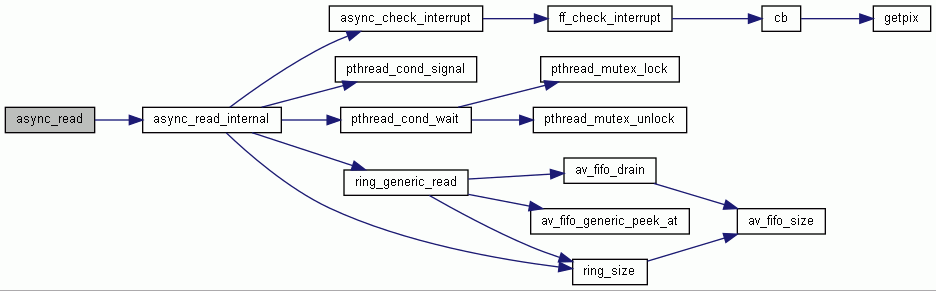 async_check_interrupt
ff_check_interrupt
cb
getpix
pthread_cond_signal
pthread_mutex_lock
async_read
async_read_internal
pthread_cond_wait
pthread_mutex_unlock
ring_generic_read
av_fifo_drain
av_fifo_generic_peek_at
av_fifo_size
ring_size